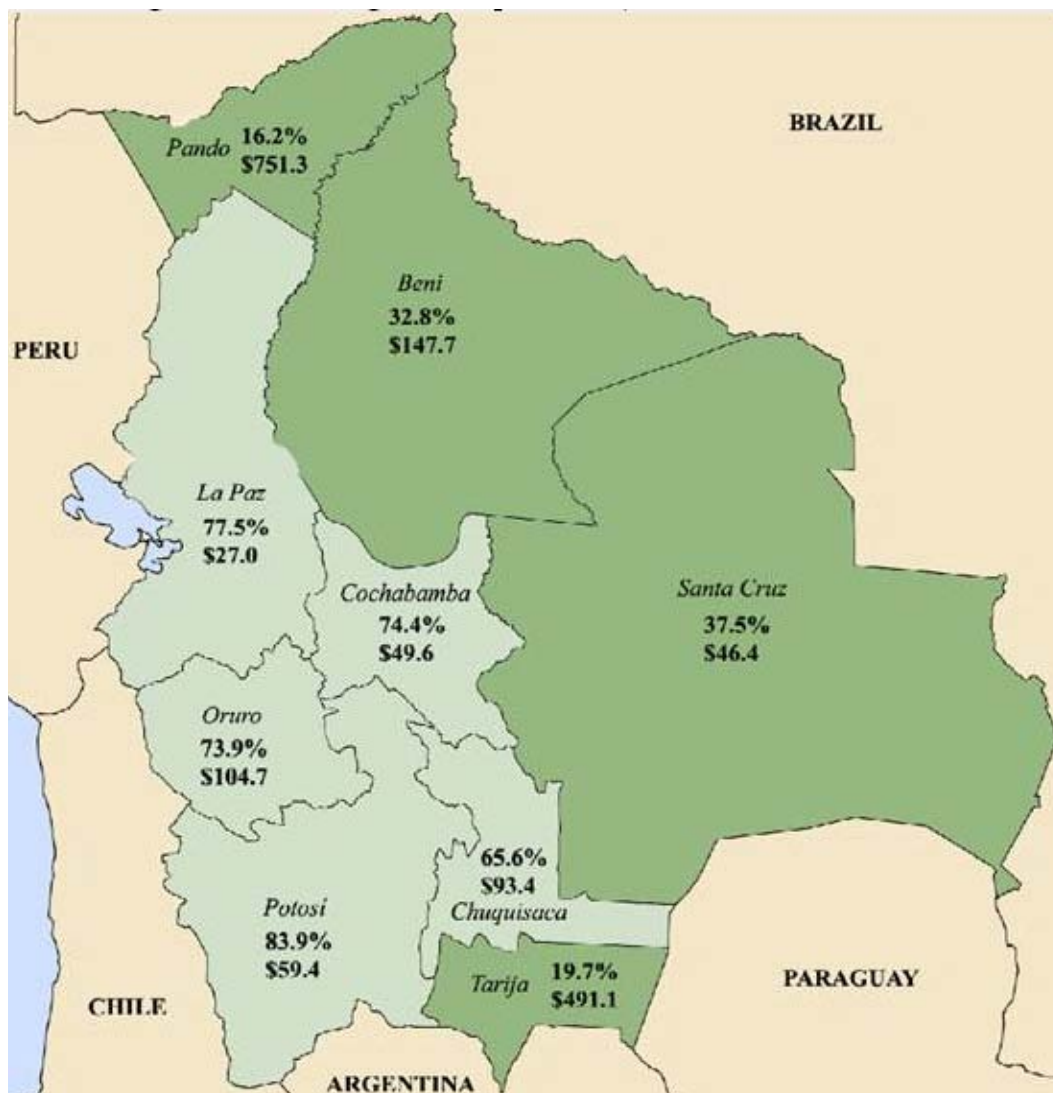 BRAZIL
Pando 16.2%
$751.3
Beni
32.8%
$147.7
PERU
La Paz
77.5%
$27.0
Cochabamba
74.4%
$49.6
Santa Cruz
37.5%
$46.4
Oruro
73.9%
$104.7
65.6%
$93.4
Chuquisaca
Potosí
83.9%
$59.4
Tarija 19.7%
$491.1
PARAGUAY
CHILE
ARGENTINA